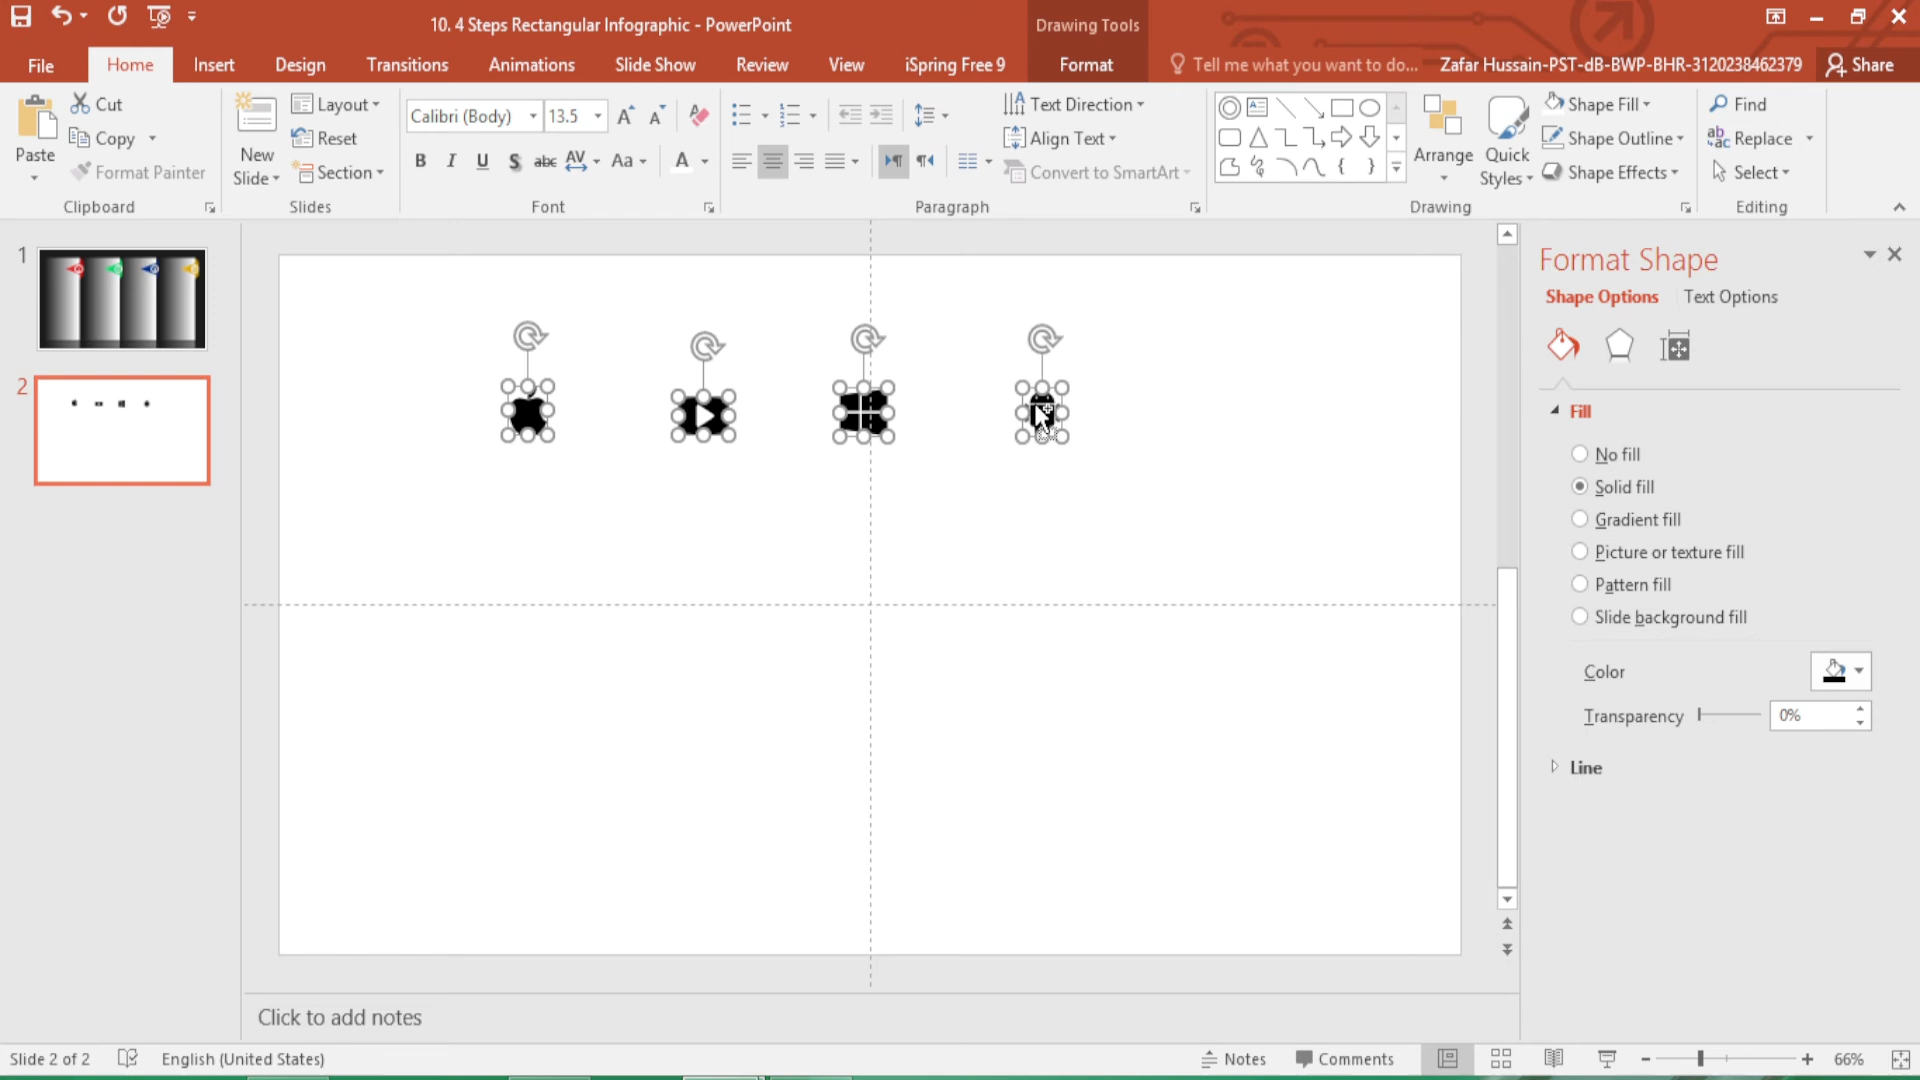 10. 4 Steps Rectangular Infographic - PowerPoint
Drawing Tools
File
Home
Insert
Design
Transitions
Animations
Slide Show
Review
View
iSpring Free 9
Format
Tell me what you want to do...
Zafar Hussain-PST-dB-BWP-BHR-3120238462379
Share
Paste
Cut
Copy
Format Painter
Clipboard
New
Slide
Layout
Reset
Section
Slides
Calibri (Body)
13.5
B I U S abc AV Aa A
Font
Text Direction
Align Text
Convert to SmartArt
Paragraph
Arrange
Quick
Styles
Shape Fill
Shape Outline
Shape Effects
Drawing
Find
Replace
Select
Editing
1
2
Format Shape
Shape Options
Text Options
Fill
No fill
Solid fill
Gradient fill
Picture or texture fill
Pattern fill
Slide background fill
Color
Transparency
0%
Line
Click to add notes
Slide 2 of 2
English (United States)
Notes
Comments
66%